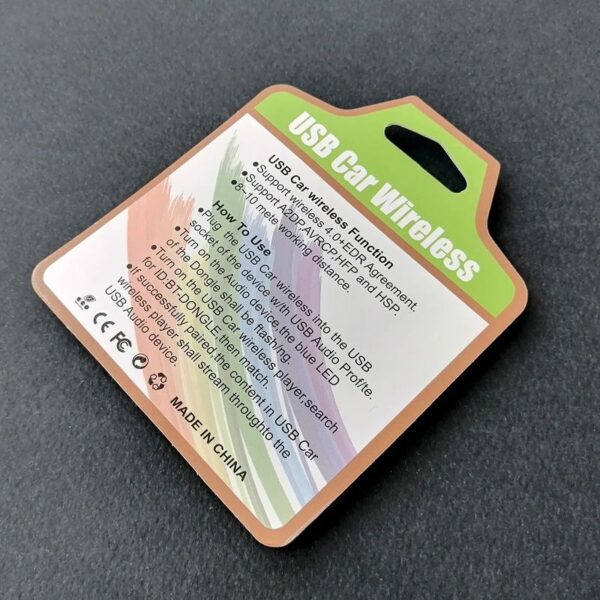 USB Car Wireless
USB Car wireless Function
•Support wireless 4.0+EDR Agreement.
•Support A2DP,AVRCP,HFP and HSP.
•8~10 mete working distance.
How To Use
•Plug the USB Car wireless into the USB
socket of the device with USB Audio Prof/te.
•Turn on the Audio device,the blue LED
of the Dongle shall be flashing.
•Turn on the USB Car wireless player,search
for ID:BT-DONGLE then match.
•If successfully paired,the content in USB Car
wireless player shall stream throughto the
USB Audio device.
CE FC
MADE IN CHINA